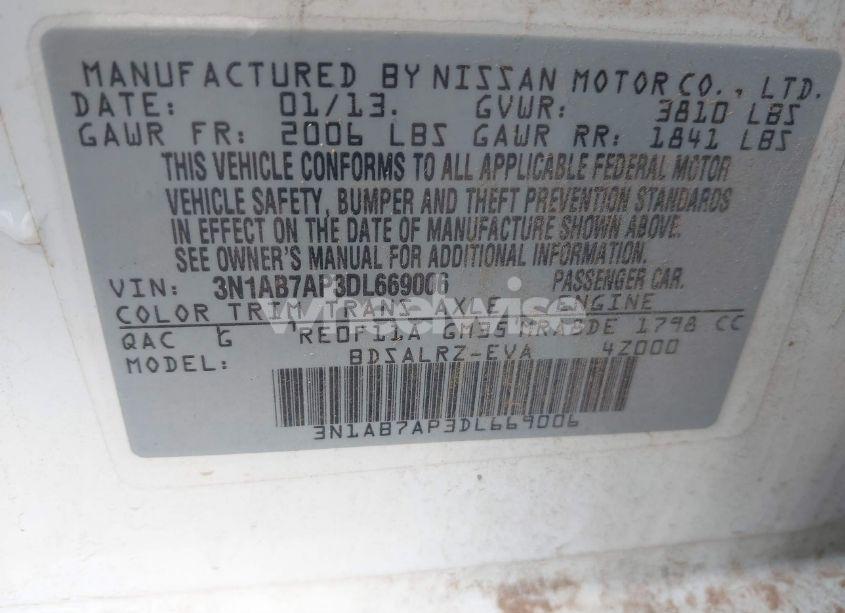 MANUFACTURED BY NISSAN MOTOR CO., LTD.
DATE: 01/13. GVWR: 3810 LBS
GAWR FR: 2006 LBS GAWR RR: 1841 LBS
THIS VEHICLE CONFORMS TO ALL APPLICABLE FEDERAL MOTOR
VEHICLE SAFETY, BUMPER AND THEFT PREVENTION STANDARDS
IN EFFECT ON THE DATE OF MANUFACTURE SHOWN ABOVE.
SEE OWNER'S MANUAL FOR ADDITIONAL INFORMATION.
VIN: 3N1AB7AP3DL669006 PASSENGER CAR.
COLOR TRIM TRANS AXLE ENGINE
QAC G RE0F11A GM35 MRA8DE 1798 CC
MODEL: BDSALRZ-EVA 4Z000
3N1AB7AP3DL669006
wheelwise